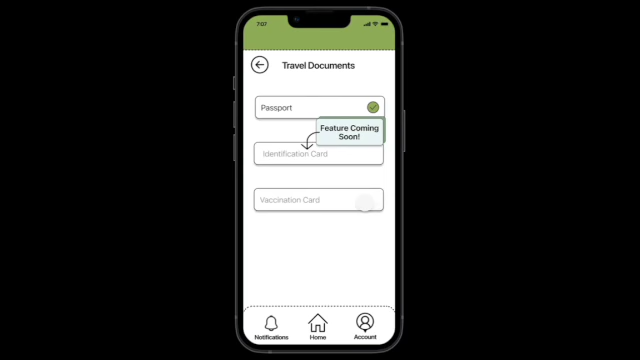 7:07
Travel Documents
Passport
Feature Coming
Soon!
Identification Card
Vaccination Card
Notifications
Home
Account